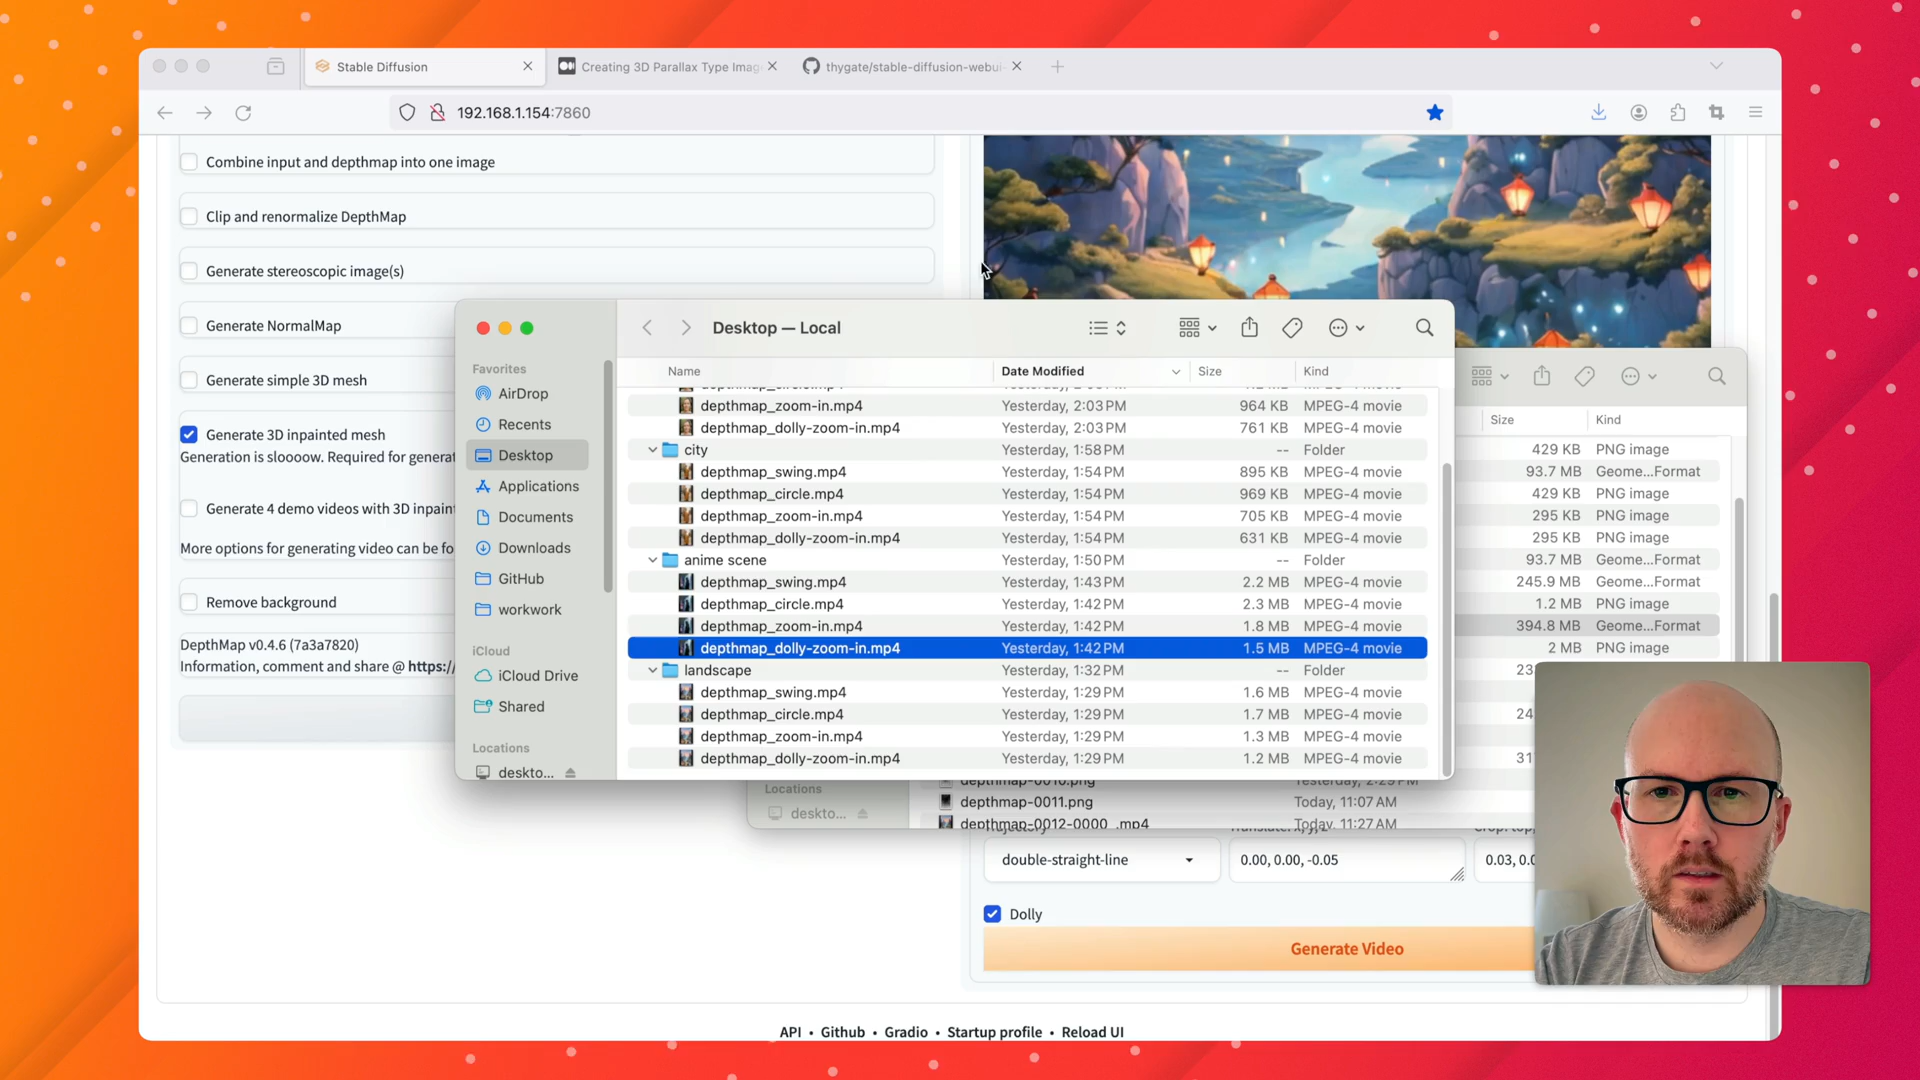 Stable Diffusion
Creating 3D Parallax Type Imag
thygate/stable-diffusion-webui-
192.168.1.154:7860
Combine input and depthmap into one image
Clip and renormalize DepthMap
Generate stereoscopic image(s)
Generate NormalMap
Generate simple 3D mesh
Generate 3D inpainted mesh
Generation is sloooow. Required for generat
Generate 4 demo videos with 3D inpain
More options for generating video can be fo
Remove background
DepthMap v0.4.6 (7a3a7820)
Information, comment and share @ https:/
Desktop — Local
Favorites
AirDrop
Recents
Desktop
Applications
Documents
Downloads
GitHub
workwork
iCloud
iCloud Drive
Shared
Locations
deskto...
Name Date Modified Size Kind
depthmap_zoom-in.mp4 Yesterday, 2:03 PM 964 KB MPEG-4 movie
depthmap_dolly-zoom-in.mp4 Yesterday, 2:03 PM 761 KB MPEG-4 movie
city Yesterday, 1:58 PM -- Folder
depthmap_swing.mp4 Yesterday, 1:54 PM 895 KB MPEG-4 movie
depthmap_circle.mp4 Yesterday, 1:54 PM 969 KB MPEG-4 movie
depthmap_zoom-in.mp4 Yesterday, 1:54 PM 705 KB MPEG-4 movie
depthmap_dolly-zoom-in.mp4 Yesterday, 1:54 PM 631 KB MPEG-4 movie
anime scene Yesterday, 1:50 PM -- Folder
depthmap_swing.mp4 Yesterday, 1:43 PM 2.2 MB MPEG-4 movie
depthmap_circle.mp4 Yesterday, 1:42 PM 2.3 MB MPEG-4 movie
depthmap_zoom-in.mp4 Yesterday, 1:42 PM 1.8 MB MPEG-4 movie
depthmap_dolly-zoom-in.mp4 Yesterday, 1:42 PM 1.5 MB MPEG-4 movie
landscape Yesterday, 1:32 PM -- Folder
depthmap_swing.mp4 Yesterday, 1:29 PM 1.6 MB MPEG-4 movie
depthmap_circle.mp4 Yesterday, 1:29 PM 1.7 MB MPEG-4 movie
depthmap_zoom-in.mp4 Yesterday, 1:29 PM 1.3 MB MPEG-4 movie
depthmap_dolly-zoom-in.mp4 Yesterday, 1:29 PM 1.2 MB MPEG-4 movie
Size Kind
429 KB PNG image
93.7 MB Geome...Format
429 KB PNG image
295 KB PNG image
295 KB PNG image
93.7 MB Geome...Format
245.9 MB Geome...Format
1.2 MB PNG image
394.8 MB Geome...Format
2 MB PNG image
23
24
31
Locations
deskto...
depthmap-0010.png Yesterday, 2:29 PM
depthmap-0011.png Today, 11:07 AM
depthmap-0012-0000_.mp4 Today, 11:27 AM
double-straight-line
0.00, 0.00, -0.05
0.03, 0.0
Dolly
Generate Video
API • Github • Gradio • Startup profile • Reload UI